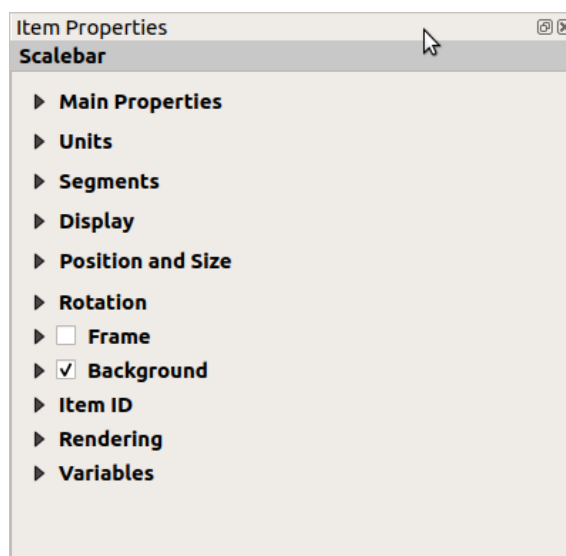 Item Properties
Scalebar
Main Properties
Units
Segments
Display
Position and Size
Rotation
Frame
Background
Item ID
Rendering
Variables